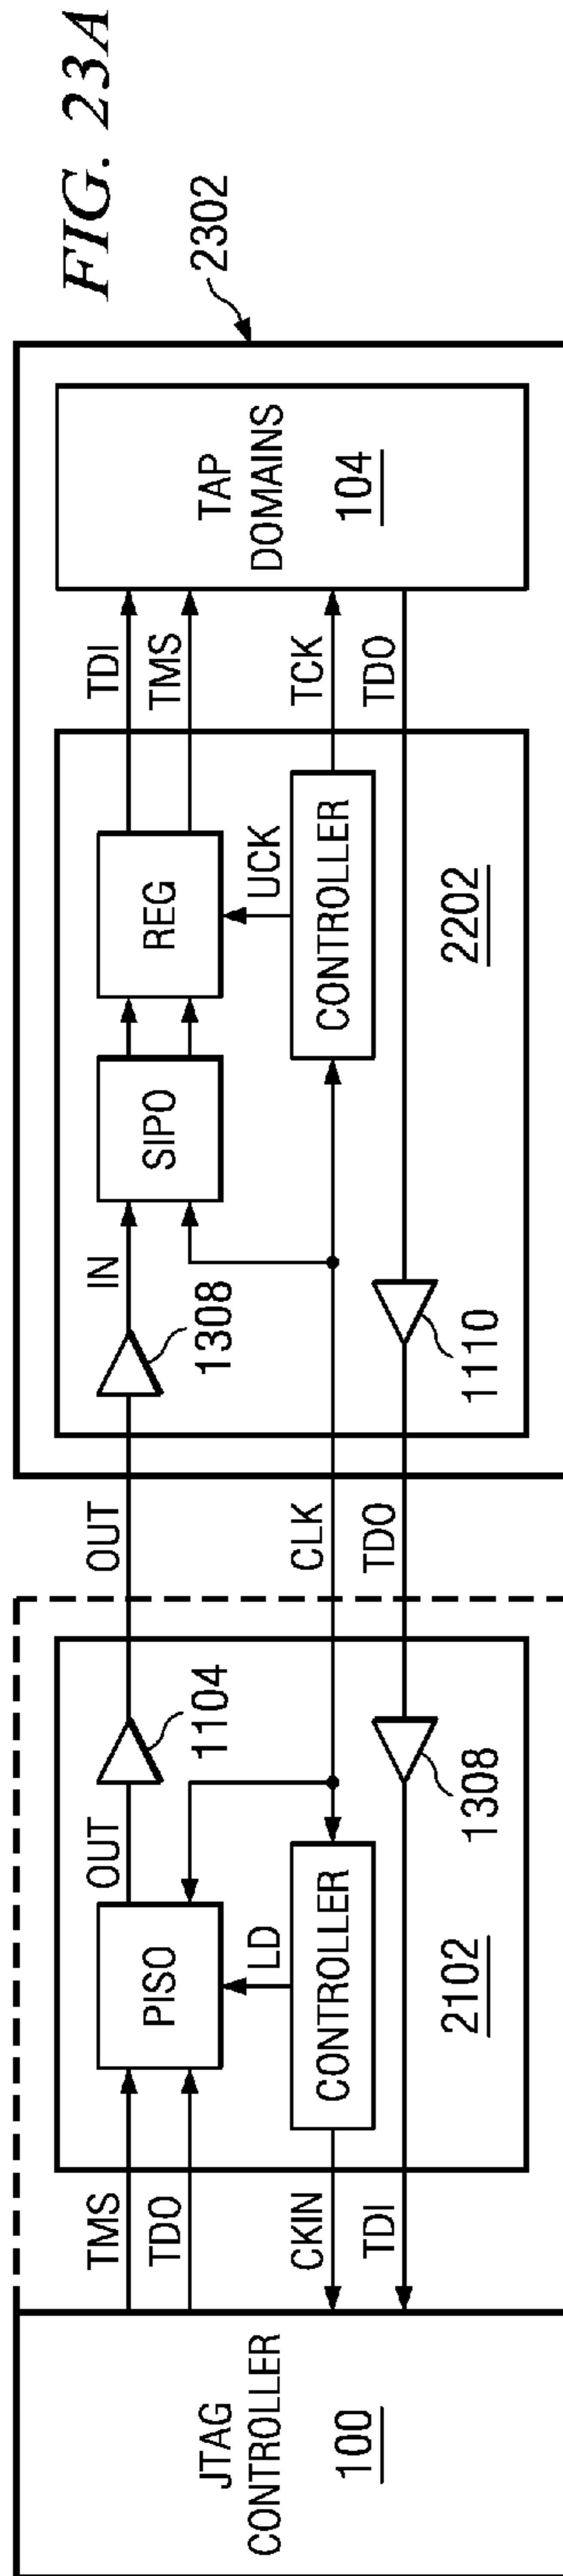 FIG. 23A
2302
JTAG
CONTROLLER
100
TMS
TDO
CKIN
TDI
PISO
LD
CONTROLLER
2102
OUT
1104
1308
OUT
CLK
TDO
IN
1308
SIPO
REG
UCK
CONTROLLER
2202
1110
TDI
TMS
TCK
TDO
TAP
DOMAINS
104